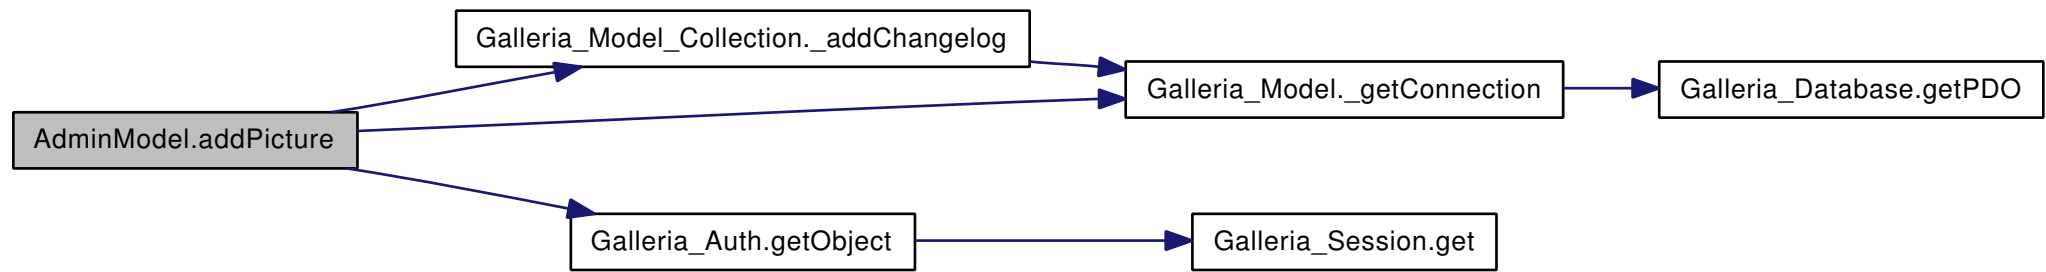 Galleria_Model_Collection._addChangelog
Galleria_Model._getConnection
Galleria_Database.getPDO
AdminModel.addPicture
Galleria_Auth.getObject
Galleria_Session.get